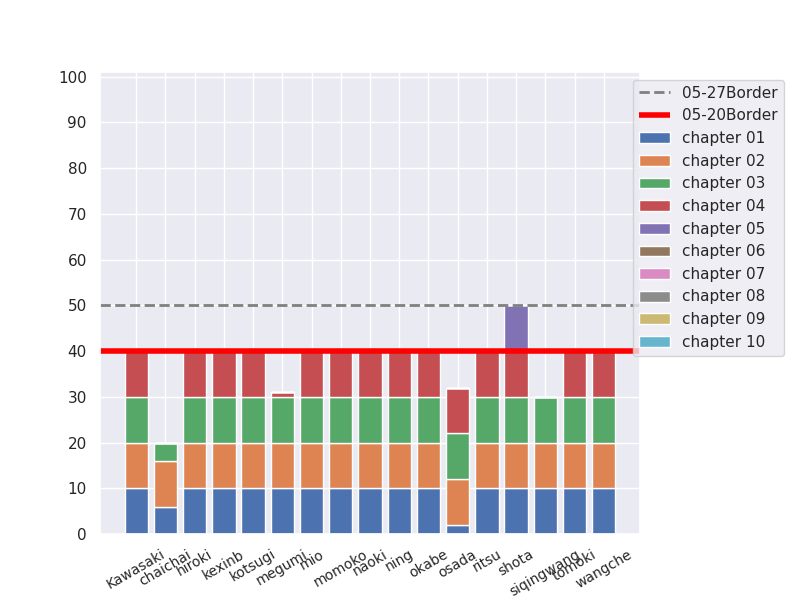 100
90
80
70
60
50
40
30
20
10
0
05-27Border
05-20Border
chapter 01
chapter 02
chapter 03
chapter 04
chapter 05
chapter 06
chapter 07
chapter 08
chapter 09
chapter 10
Kawasaki
chaichai
hiroki
kexinb
kotsugi
megumi
mio
momoko
naoki
ning
okabe
osada
ritsu
shota
siqingwang
tomoki
wangche